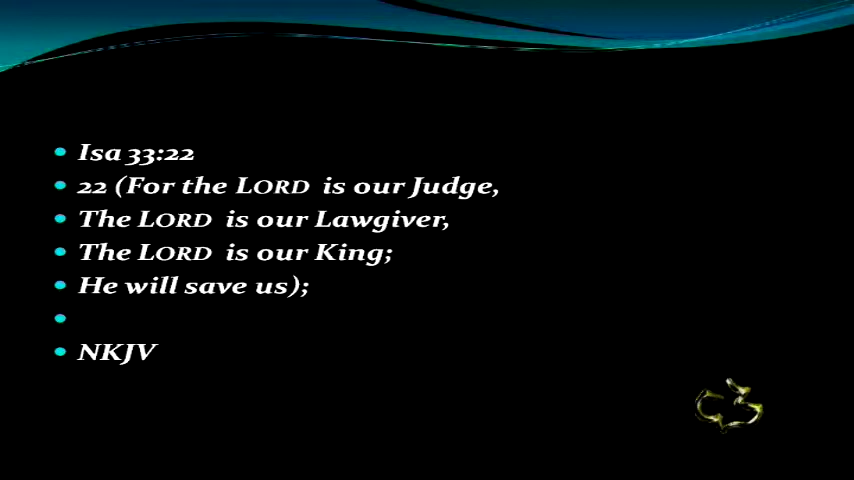 Isa 33:22
22 (For the LORD is our Judge,
The LORD is our Lawgiver,
The LORD is our King;
He will save us);
NKJV